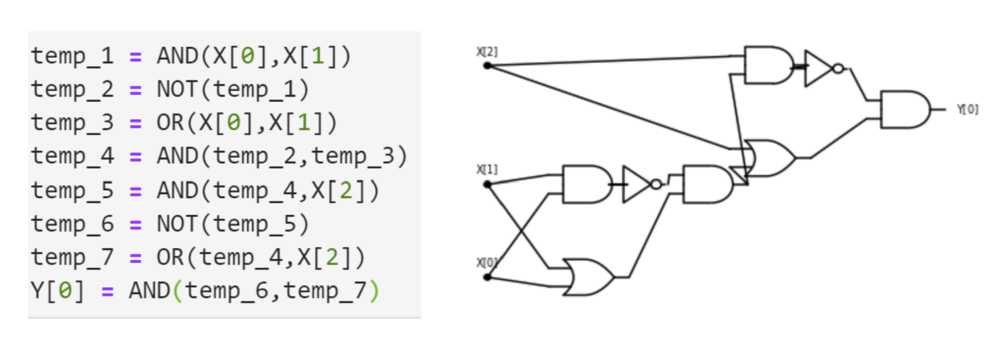 temp_1 = AND(X[0],X[1])
temp_2 = NOT(temp_1)
temp_3 = OR(X[0],X[1])
temp_4 = AND(temp_2,temp_3)
temp_5 = AND(temp_4,X[2])
temp_6 = NOT(temp_5)
temp_7 = OR(temp_4,X[2])
Y[0] = AND(temp_6,temp_7)
X[2]
Y[0]
X[1]
X[0]